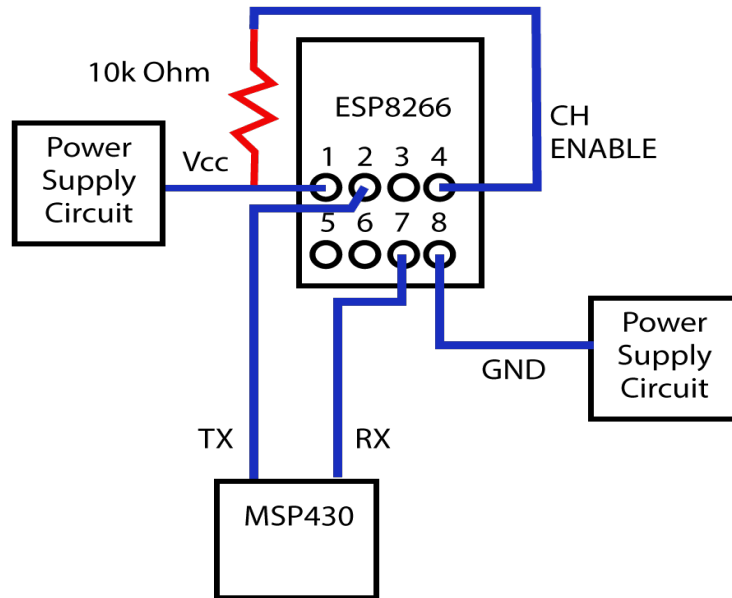 10k Ohm
ESP8266
CH
ENABLE
Power
Supply
Circuit
Vcc
1 2 3 4
5 6 7 8
Power
Supply
Circuit
GND
TX
RX
MSP430